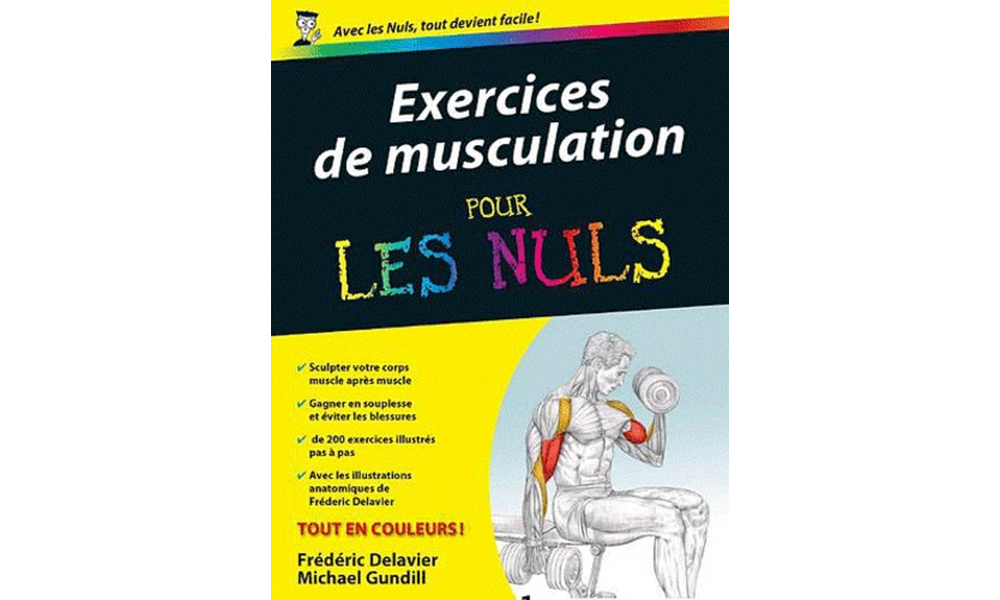 Avec les Nuls, tout devient facile !
Exercices
de musculation
POUR
LES NULS
✓ Sculpter votre corps
muscle après muscle
✓ Gagner en souplesse
et éviter les blessures
✓ de 200 exercices illustrés
pas à pas
✓ Avec les illustrations
anatomiques de
Fréderic Delavier
TOUT EN COULEURS !
Frédéric Delavier
Michael Gundill